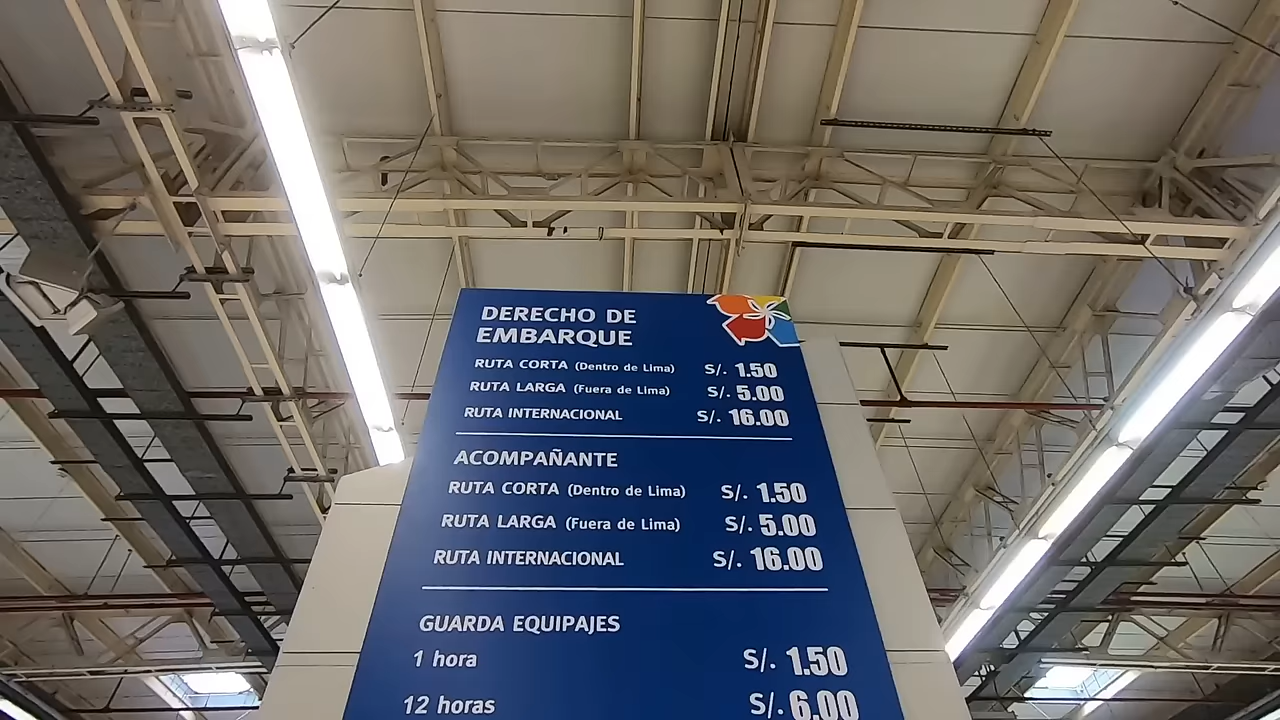 DERECHO DE
EMBARQUE
RUTA CORTA (Dentro de Lima) S/. 1.50
RUTA LARGA (Fuera de Lima) S/. 5.00
RUTA INTERNACIONAL S/. 16.00
ACOMPAÑANTE
RUTA CORTA (Dentro de Lima) S/. 1.50
RUTA LARGA (Fuera de Lima) S/. 5.00
RUTA INTERNACIONAL S/. 16.00
GUARDA EQUIPAJES
1 hora S/. 1.50
12 horas S/. 6.00